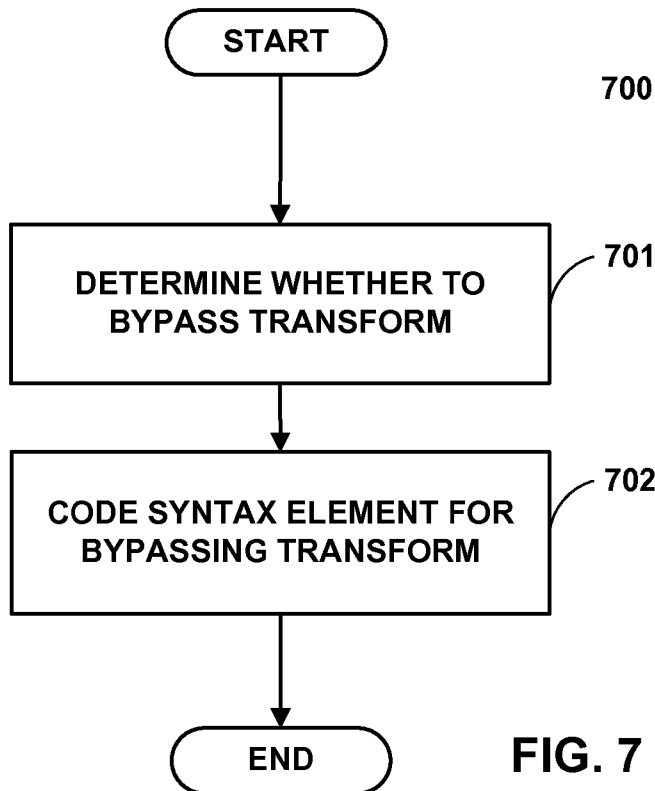 START
700
DETERMINE WHETHER TO
BYPASS TRANSFORM
701
CODE SYNTAX ELEMENT FOR
BYPASSING TRANSFORM
702
END
FIG. 7